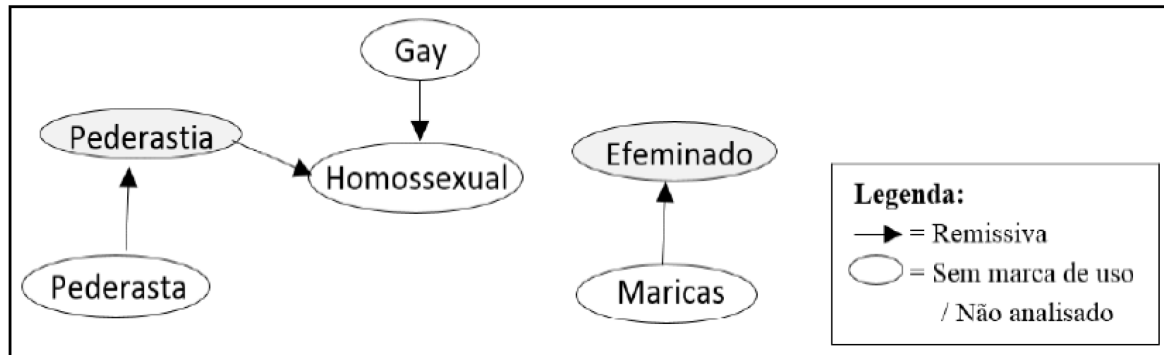 Gay
Pederastia
Homossexual
Pederasta
Efeminado
Maricas
Legenda:
= Remissiva
= Sem marca de uso
/ Não analisado